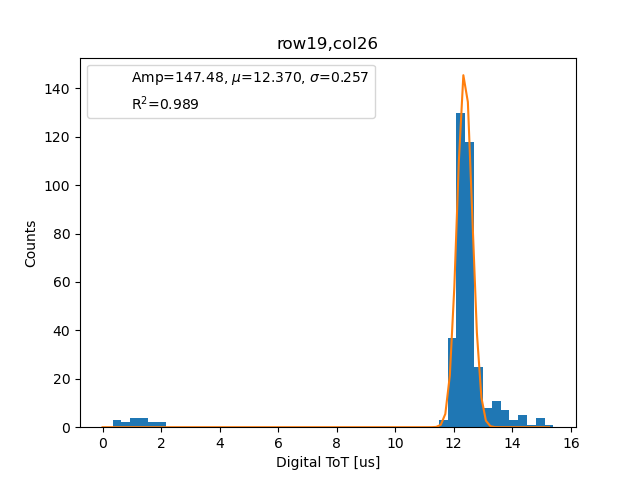 row19,col26
Amp=147.48, μ=12.370, σ=0.257
R²=0.989
140
120
100
80
60
40
20
0
Counts
0 2 4 6 8 10 12 14 16
Digital ToT [us]